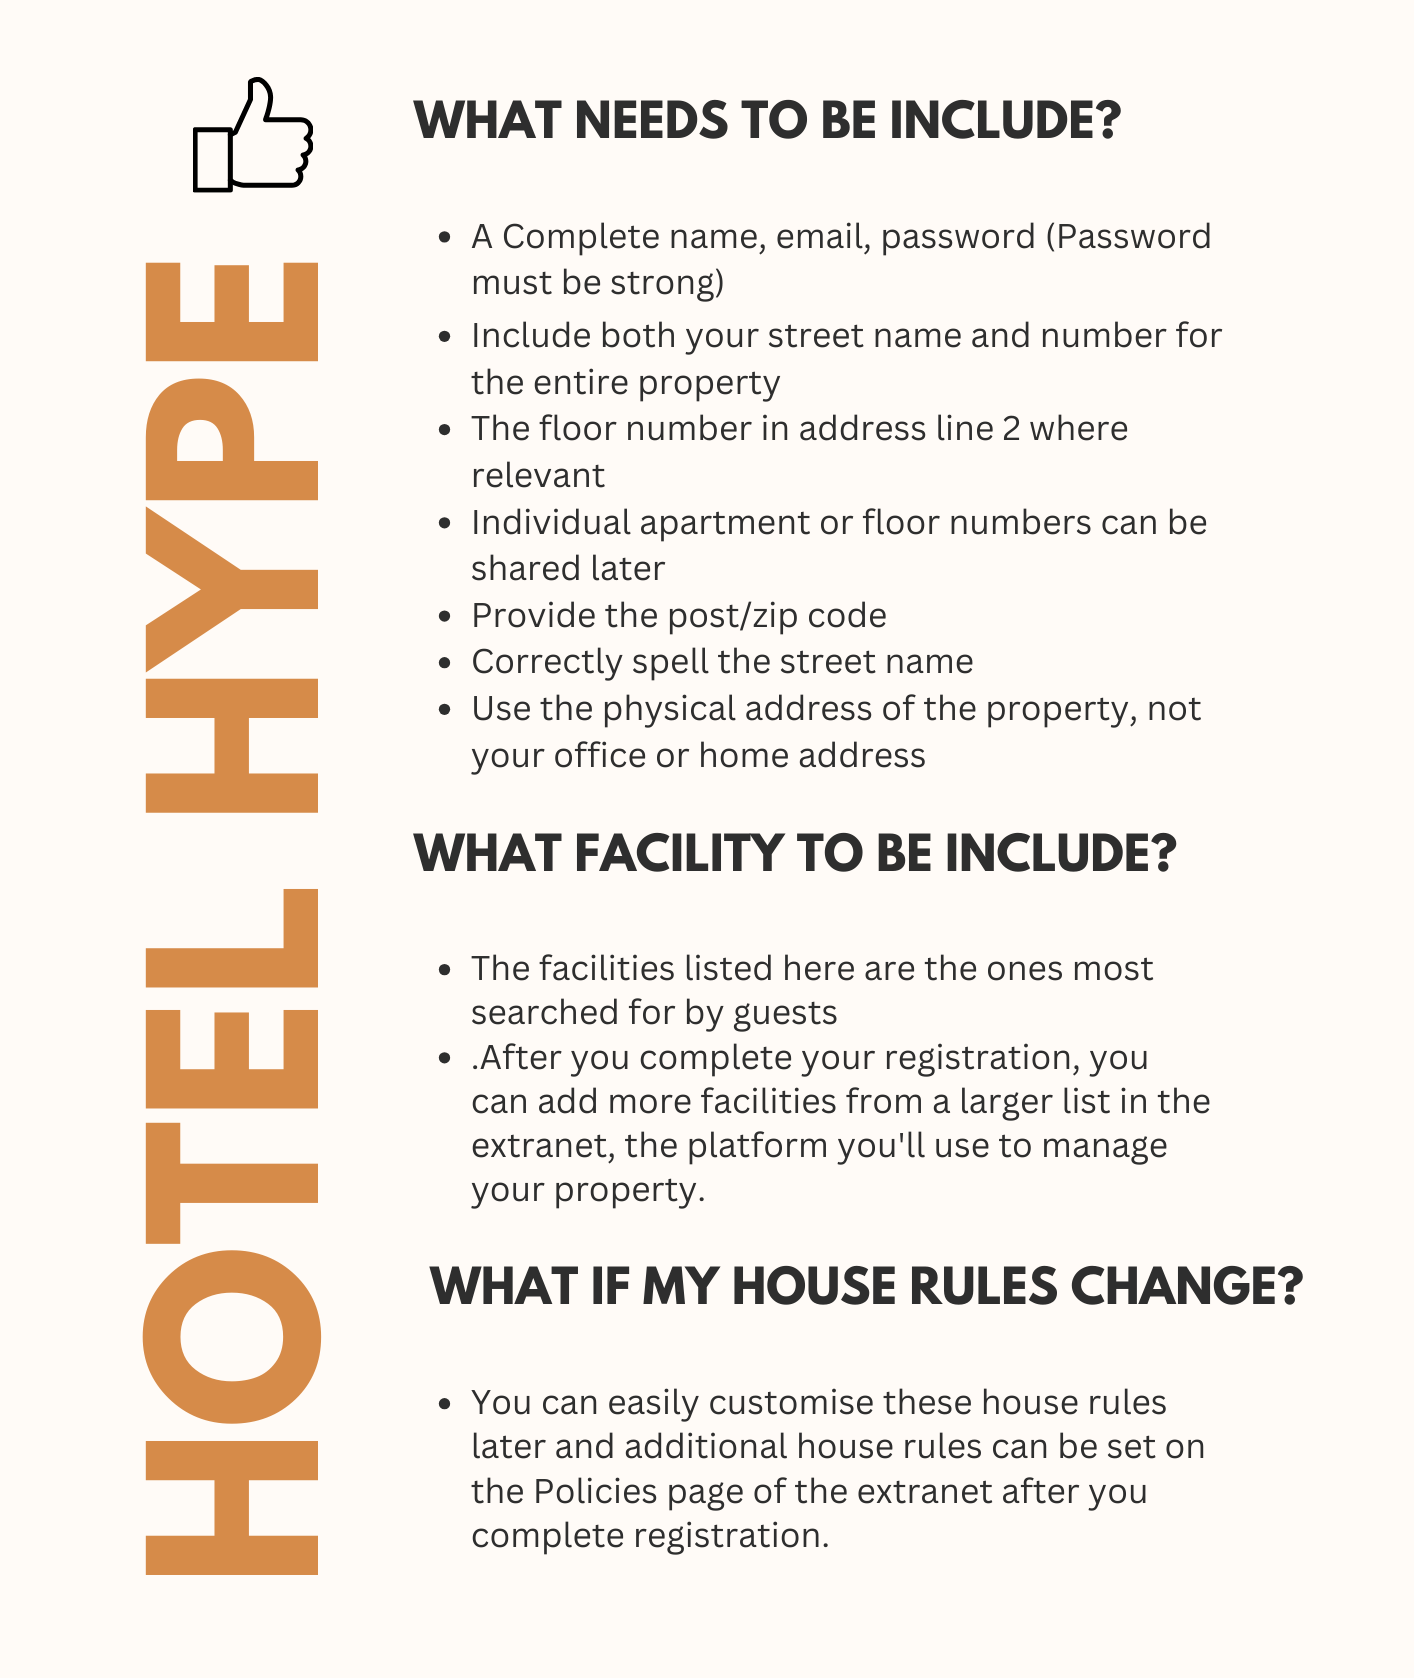 HOTEL HYPE
WHAT NEEDS TO BE INCLUDE?
• A Complete name, email, password (Password
must be strong)
• Include both your street name and number for
the entire property
• The floor number in address line 2 where
relevant
• Individual apartment or floor numbers can be
shared later
• Provide the post/zip code
• Correctly spell the street name
• Use the physical address of the property, not
your office or home address
WHAT FACILITY TO BE INCLUDE?
• The facilities listed here are the ones most
searched for by guests
• .After you complete your registration, you
can add more facilities from a larger list in the
extranet, the platform you'll use to manage
your property.
WHAT IF MY HOUSE RULES CHANGE?
• You can easily customise these house rules
later and additional house rules can be set on
the Policies page of the extranet after you
complete registration.